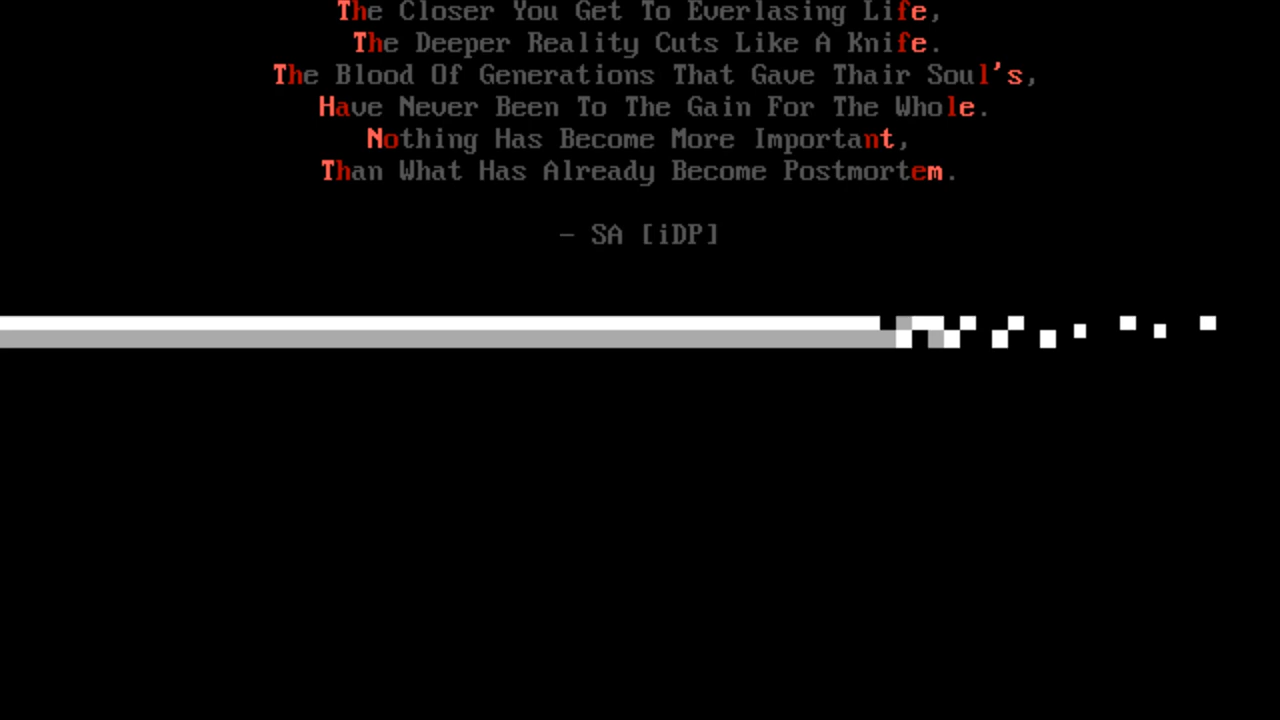 The Closer You Get To Everlasing Life,
The Deeper Reality Cuts Like A Knife.
The Blood Of Generations That Gave Thair Soul's,
Have Never Been To The Gain For The Whole.
Nothing Has Become More Important,
Than What Has Already Become Postmortem.
- SA [iDP]